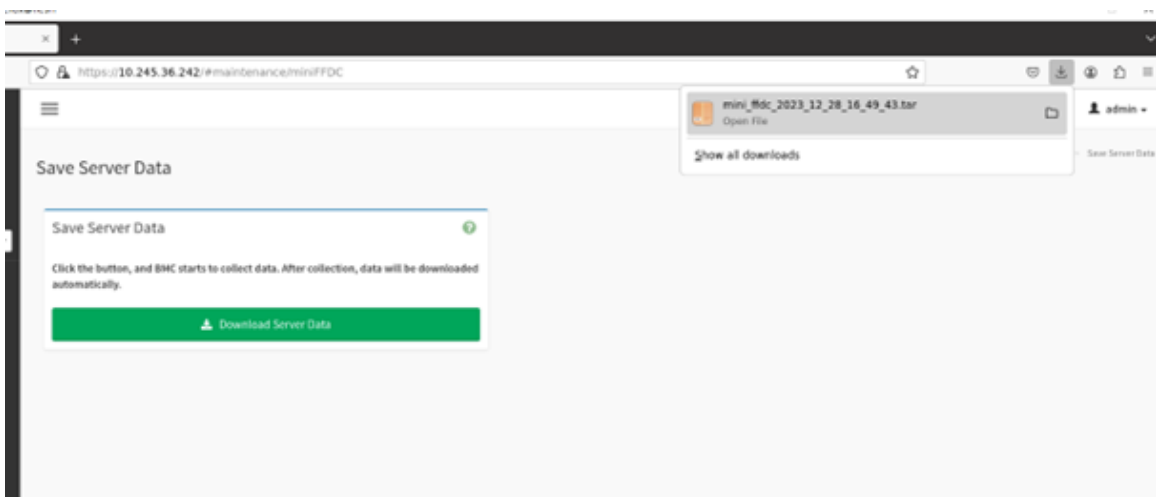 https://10.245.36.242/#maintenance/miniFFDC
mini_ffdc_2023_12_28_16_49_43.tar
Open File
Show all downloads
admin
Save Server Data
Save Server Data
Save Server Data
Click the button, and BMC starts to collect data. After collection, data will be downloaded
automatically.
Download Server Data